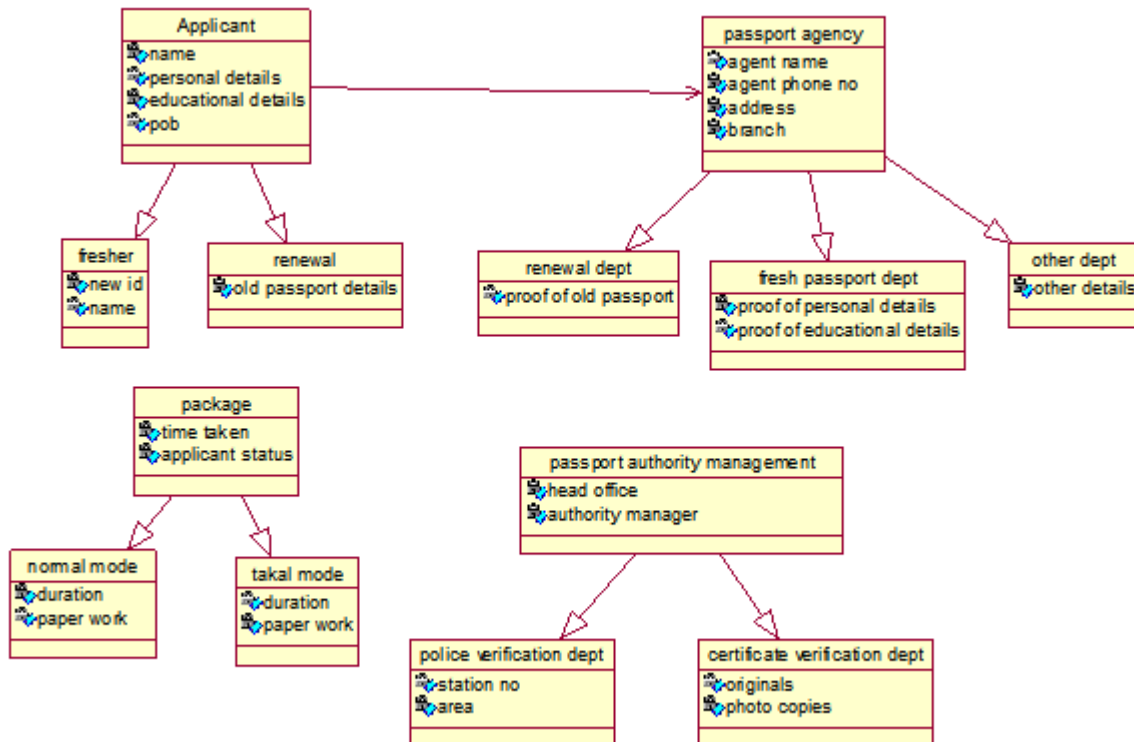 Applicant
name
personal details
educational details
pob
passport agency
agent name
agent phone no
address
branch
fresher
new id
name
renewal
old passport details
renewal dept
proof of old passport
fresh passport dept
proof of personal details
proof of educational details
other dept
other details
package
time taken
applicant status
passport authority management
head office
authority manager
normal mode
duration
paper work
takal mode
duration
paper work
police verification dept
station no
area
certificate verification dept
originals
photo copies